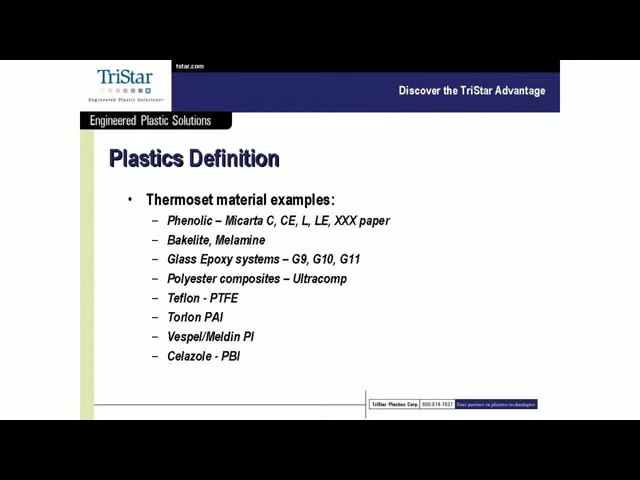 tstar.com
TriStar
Engineered Plastic Solutions
Discover the TriStar Advantage
Engineered Plastic Solutions
Plastics Definition
• Thermoset material examples:
– Phenolic – Micarta C, CE, L, LE, XXX paper
– Bakelite, Melamine
– Glass Epoxy systems – G9, G10, G11
– Polyester composites – Ultracomp
– Teflon - PTFE
– Torlon PAI
– Vespel/Meldin PI
– Celazole - PBI
TriStar Plastics Corp. 800-874-7827 Your partner in plastics technologies